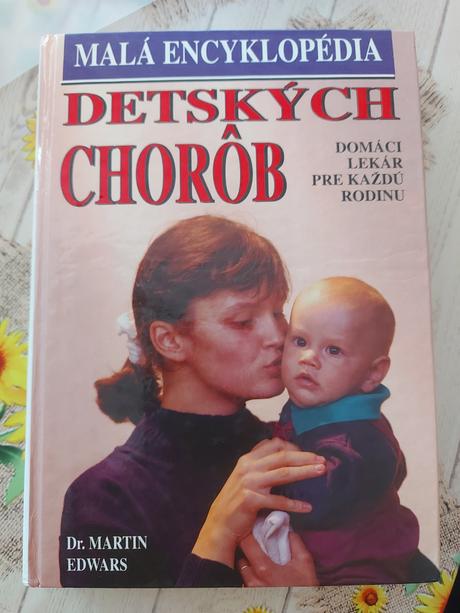 MALÁ ENCYKLOPÉDIA
DETSKÝCH
CHORÔB
DOMÁCI
LEKÁR
PRE KAŽDÚ
RODINU
Dr. MARTIN
EDWARS